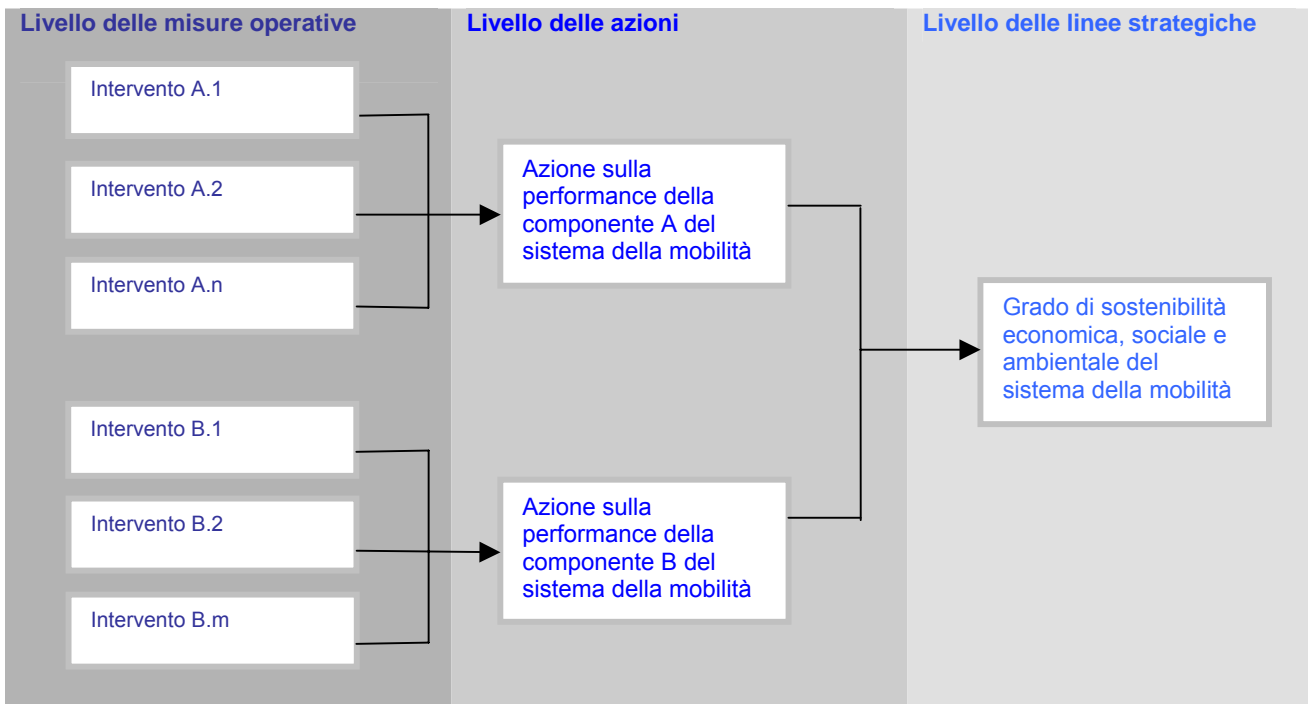 Livello delle misure operative
Livello delle azioni
Livello delle linee strategiche
Intervento A.1
Intervento A.2
Intervento A.n
Azione sulla
performance della
componente A del
sistema della mobilità
Grado di sostenibilità
economica, sociale e
ambientale del
sistema della mobilità
Intervento B.1
Intervento B.2
Intervento B.m
Azione sulla
performance della
componente B del
sistema della mobilità